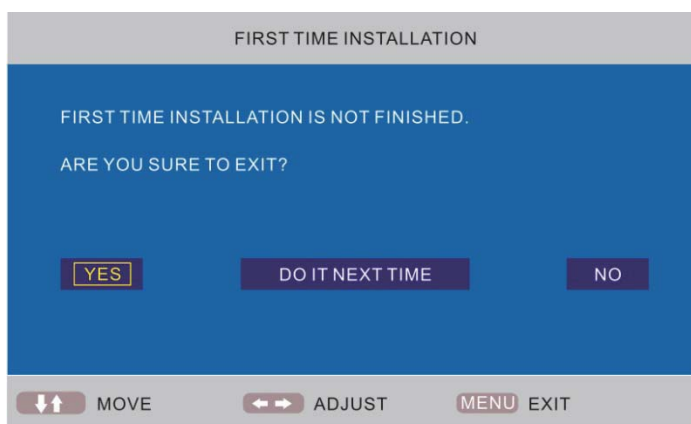 FIRST TIME INSTALLATION
FIRST TIME INSTALLATION IS NOT FINISHED.
ARE YOU SURE TO EXIT?
YES DO IT NEXT TIME NO
MOVE ADJUST MENU EXIT